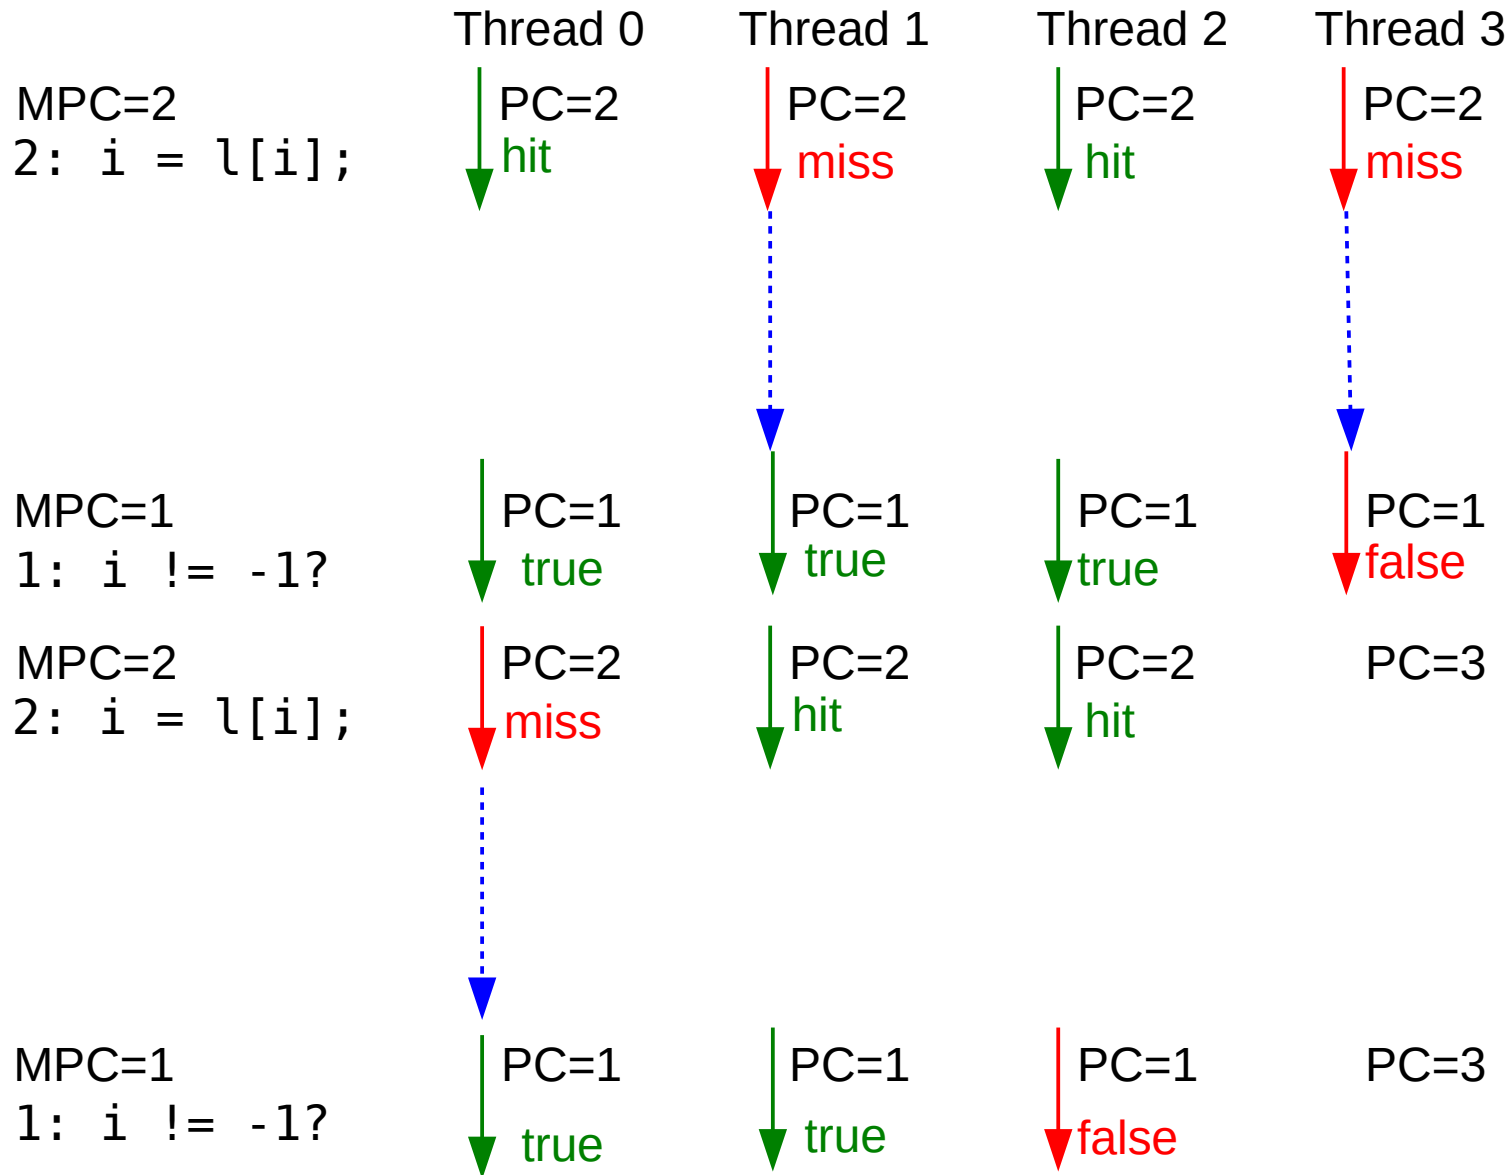 Thread 0 Thread 1 Thread 2 Thread 3
MPC=2 PC=2 PC=2 PC=2 PC=2
2: i = l[i]; hit miss hit miss
MPC=1 PC=1 PC=1 PC=1 PC=1
1: i != -1? true true true false
MPC=2 PC=2 PC=2 PC=2 PC=3
2: i = l[i]; miss hit hit
MPC=1 PC=1 PC=1 PC=1 PC=3
1: i != -1? true true false